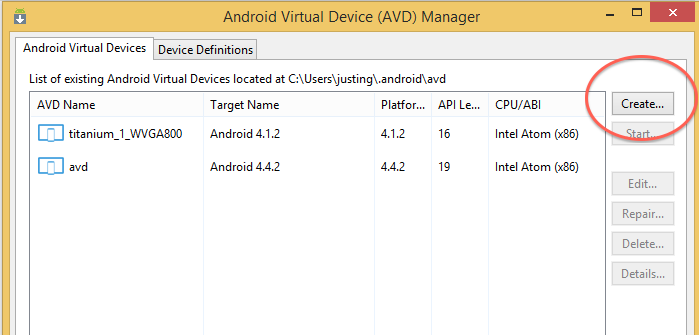 Android Virtual Device (AVD) Manager
Android Virtual Devices Device Definitions
List of existing Android Virtual Devices located at C:\Users\justing\.android\avd
AVD Name Target Name Platfor... API Le... CPU/ABI
titanium_1_WVGA800 Android 4.1.2 4.1.2 16 Intel Atom (x86)
avd Android 4.4.2 4.4.2 19 Intel Atom (x86)
Create...
Start...
Edit...
Repair...
Delete...
Details...